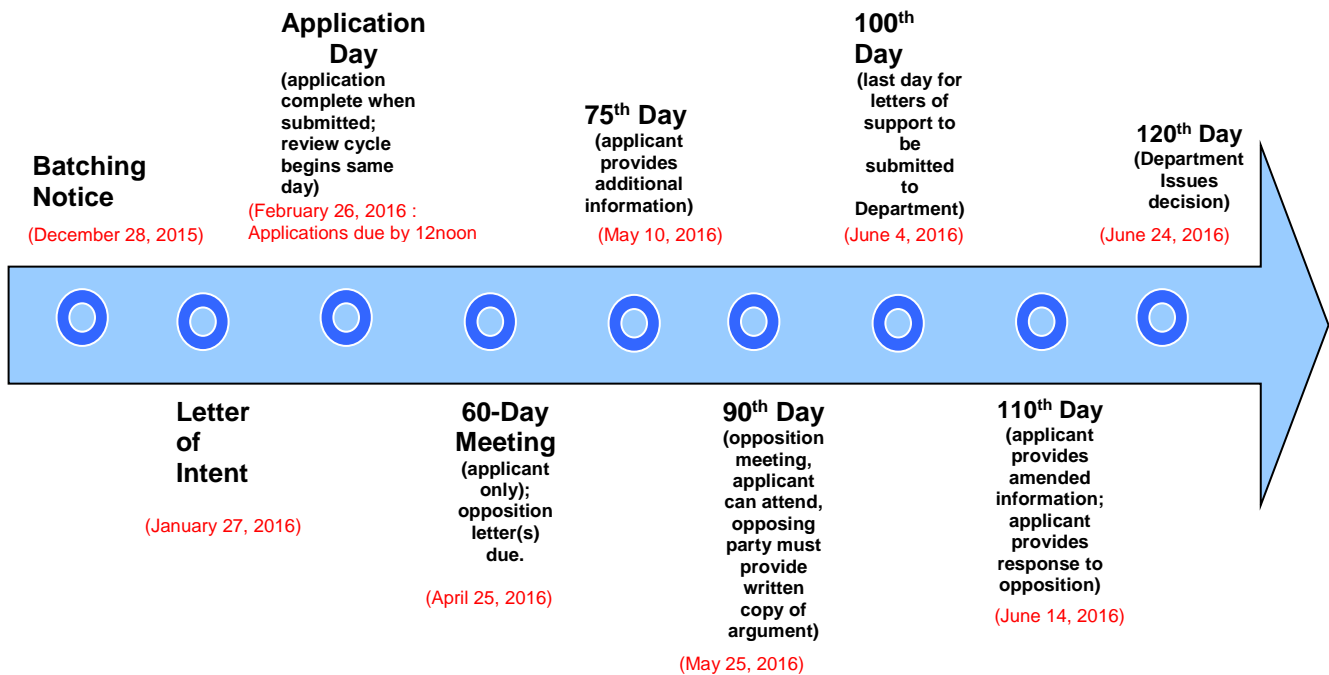 Batching
Notice
(December 28, 2015)
Letter
of
Intent
(January 27, 2016)
Application
Day
(application
complete when
submitted;
review cycle
begins same
day)
(February 26, 2016 :
Applications due by 12noon
60-Day
Meeting
(applicant
only);
opposition
letter(s)
due.
(April 25, 2016)
75th Day
(applicant
provides
additional
information)
(May 10, 2016)
90th Day
(opposition
meeting,
applicant
can attend,
opposing
party must
provide
written
copy of
argument)
(May 25, 2016)
100th
Day
(last day for
letters of
support to
be
submitted
to
Department)
(June 4, 2016)
110th Day
(applicant
provides
amended
information;
applicant
provides
response to
opposition)
(June 14, 2016)
120th Day
(Department
Issues
decision)
(June 24, 2016)